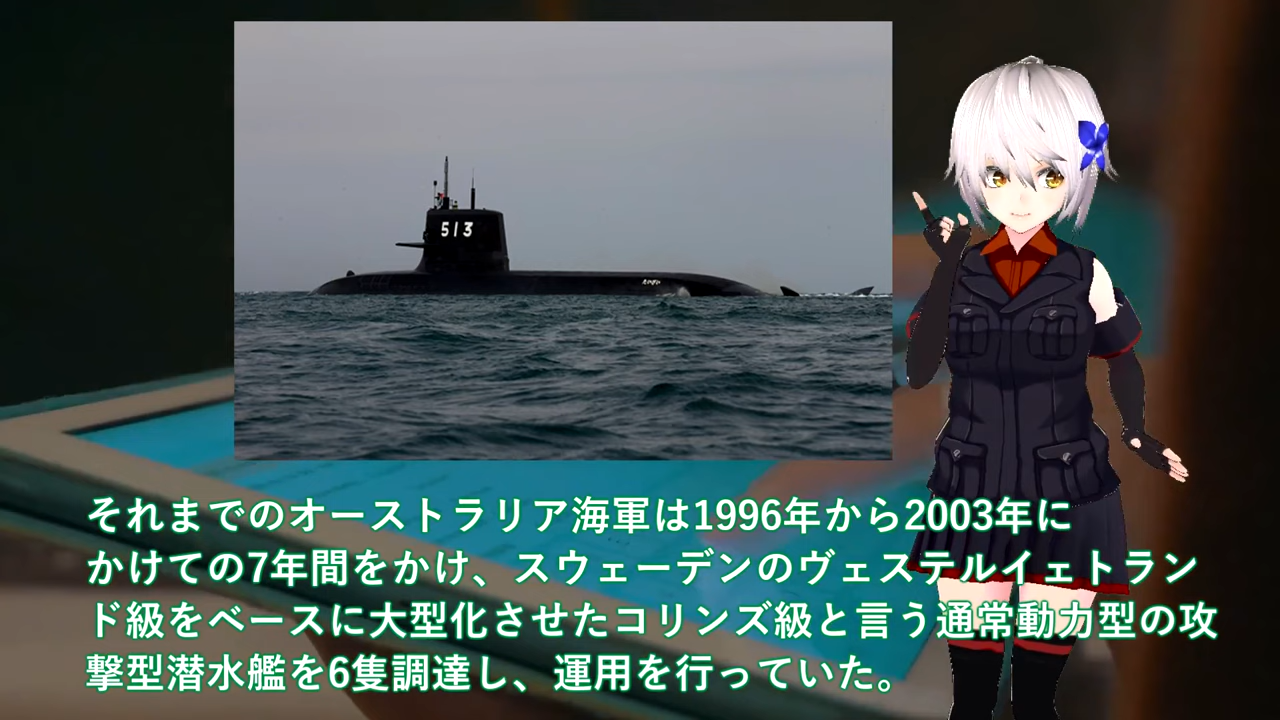 513
それまでのオーストラリア海軍は1996年から2003年に
かけての7年間をかけ、スウェーデンのヴェステルイェトラン
ド級をベースに大型化させたコリンズ級と言う通常動力型の攻
撃型潜水艦を6隻調達し、運用を行っていた。